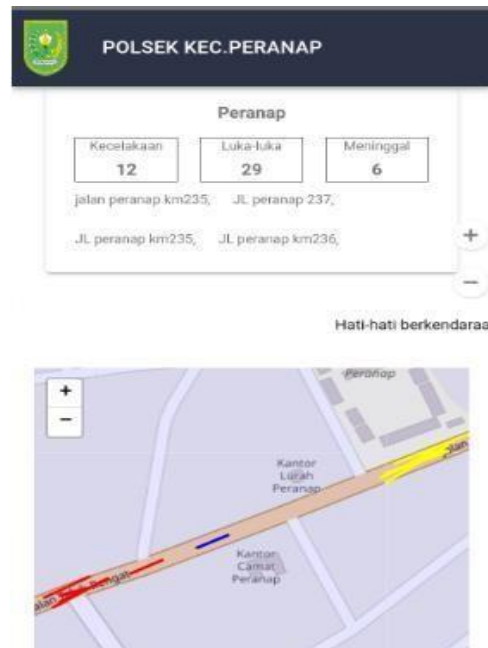 POLSEK KEC.PERANAP
Peranap
Kecelakaan
12
Luka-luka
29
Meninggal
6
jalan peranap km235, JL peranap 237,
JL peranap km235, JL peranap km236,
+
−
Hati-hati berkendaraa
+
−
Peranap
Kantor
Lurah
Peranap
Kantor
Camat
Peranap